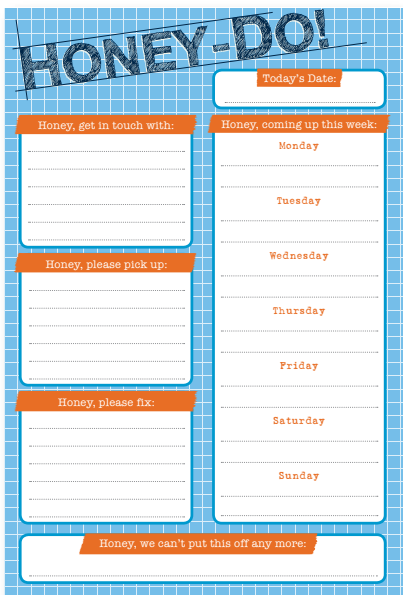 HONEY-DO!
Today's Date:
Honey, get in touch with:
Honey, please pick up:
Honey, please fix:
Honey, coming up this week:
Monday
Tuesday
Wednesday
Thursday
Friday
Saturday
Sunday
Honey, we can't put this off any more: